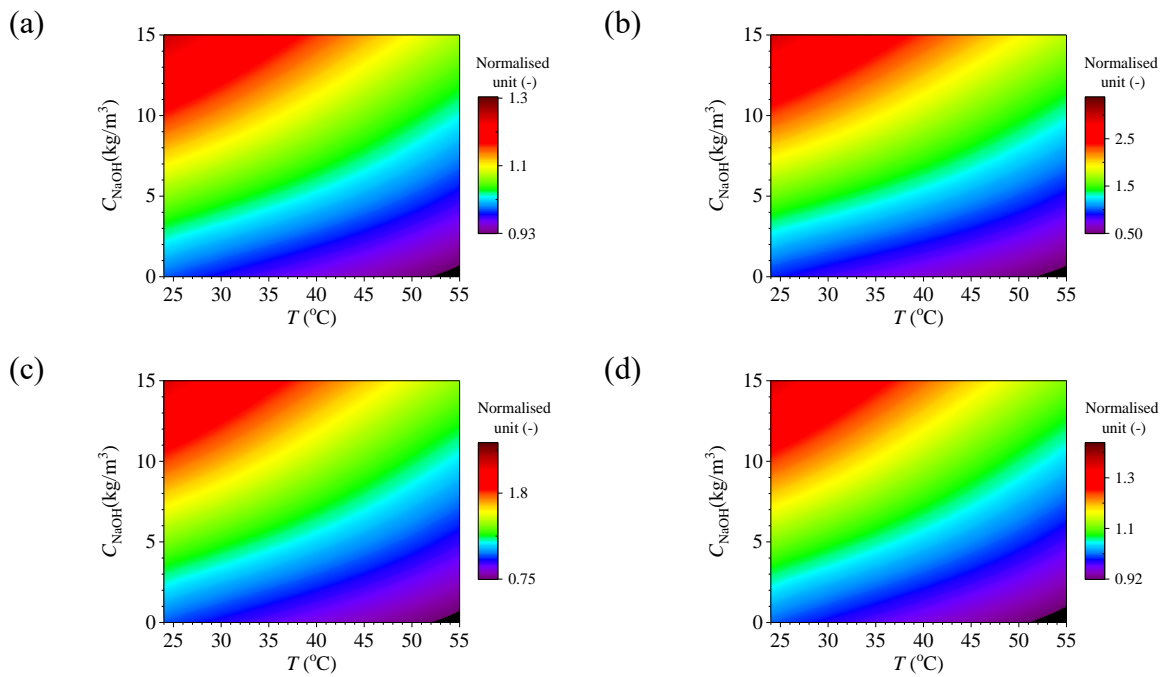 (a)
Normalised
unit (-)
1.3
1.1
0.93
15
10
5
0
C_NaOH(kg/m³)
25 30 35 40 45 50 55
T (°C)
(b)
Normalised
unit (-)
2.5
1.5
0.50
15
10
5
0
C_NaOH(kg/m³)
25 30 35 40 45 50 55
T (°C)
(c)
Normalised
unit (-)
1.8
0.75
15
10
5
0
C_NaOH(kg/m³)
25 30 35 40 45 50 55
T (°C)
(d)
Normalised
unit (-)
1.3
1.1
0.92
15
10
5
0
C_NaOH(kg/m³)
25 30 35 40 45 50 55
T (°C)